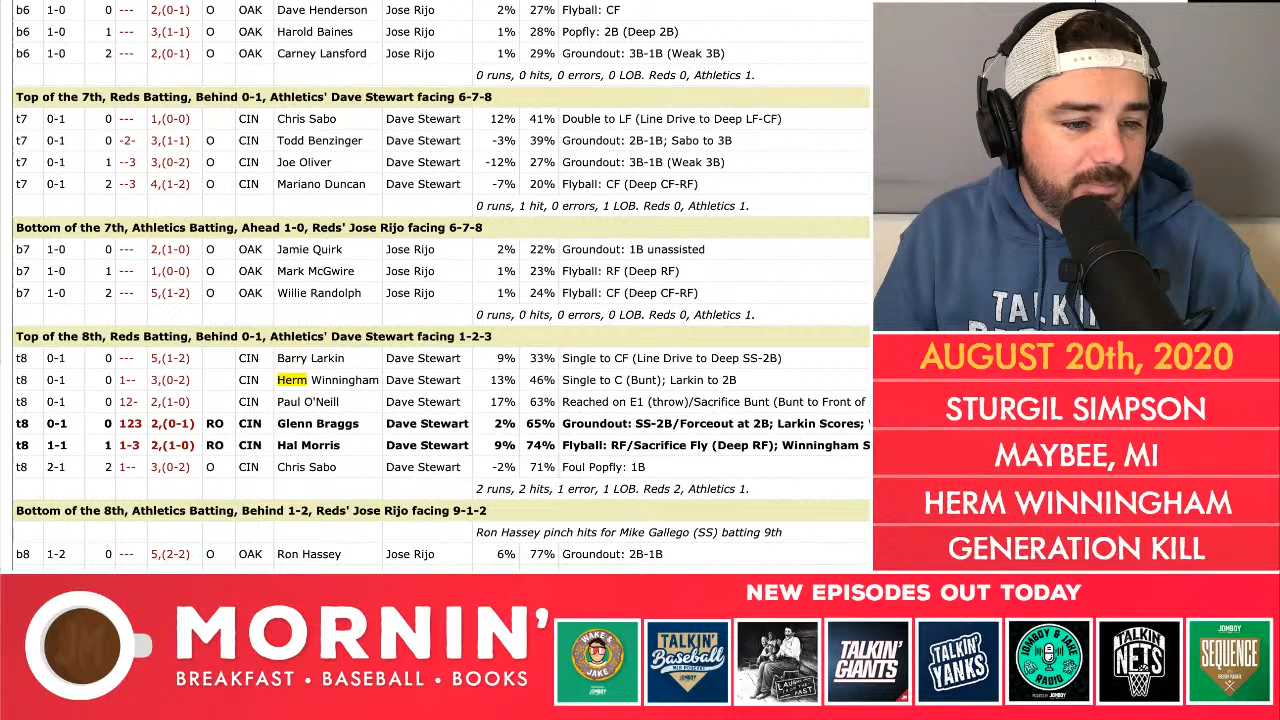 b6 1-0 0 --- 2,(0-1) O OAK Dave Henderson Jose Rijo 2% 27% Flyball: CF
b6 1-0 1 --- 3,(1-1) O OAK Harold Baines Jose Rijo 1% 28% Popfly: 2B (Deep 2B)
b6 1-0 2 --- 2,(0-1) O OAK Carney Lansford Jose Rijo 1% 29% Groundout: 3B-1B (Weak 3B)
0 runs, 0 hits, 0 errors, 0 LOB. Reds 0, Athletics 1.
Top of the 7th, Reds Batting, Behind 0-1, Athletics' Dave Stewart facing 6-7-8
t7 0-1 0 --- 1,(0-0) CIN Chris Sabo Dave Stewart 12% 41% Double to LF (Line Drive to Deep LF-CF)
t7 0-1 0 -2- 3,(1-1) O CIN Todd Benzinger Dave Stewart -3% 39% Groundout: 2B-1B; Sabo to 3B
t7 0-1 1 --3 3,(0-2) O CIN Joe Oliver Dave Stewart -12% 27% Groundout: 3B-1B (Weak 3B)
t7 0-1 2 --3 4,(1-2) O CIN Mariano Duncan Dave Stewart -7% 20% Flyball: CF (Deep CF-RF)
0 runs, 1 hit, 0 errors, 1 LOB. Reds 0, Athletics 1.
Bottom of the 7th, Athletics Batting, Ahead 1-0, Reds' Jose Rijo facing 6-7-8
b7 1-0 0 --- 2,(1-0) O OAK Jamie Quirk Jose Rijo 2% 22% Groundout: 1B unassisted
b7 1-0 1 --- 1,(0-0) O OAK Mark McGwire Jose Rijo 1% 23% Flyball: RF (Deep RF)
b7 1-0 2 --- 5,(1-2) O OAK Willie Randolph Jose Rijo 1% 24% Flyball: CF (Deep CF-RF)
0 runs, 0 hits, 0 errors, 0 LOB. Reds 0, Athletics 1.
Top of the 8th, Reds Batting, Behind 0-1, Athletics' Dave Stewart facing 1-2-3
t8 0-1 0 --- 5,(1-2) CIN Barry Larkin Dave Stewart 9% 33% Single to CF (Line Drive to Deep SS-2B)
t8 0-1 0 1-- 3,(0-2) CIN Herm Winningham Dave Stewart 13% 46% Single to C (Bunt); Larkin to 2B
t8 0-1 0 12- 2,(1-0) CIN Paul O'Neill Dave Stewart 17% 63% Reached on E1 (throw)/Sacrifice Bunt (Bunt to Front of
t8 0-1 0 123 2,(0-1) RO CIN Glenn Braggs Dave Stewart 2% 65% Groundout: SS-2B/Forceout at 2B; Larkin Scores;
t8 1-1 1 1-3 2,(1-0) RO CIN Hal Morris Dave Stewart 9% 74% Flyball: RF/Sacrifice Fly (Deep RF); Winningham S
t8 2-1 2 1-- 3,(0-2) O CIN Chris Sabo Dave Stewart -2% 71% Foul Popfly: 1B
2 runs, 2 hits, 1 error, 1 LOB. Reds 2, Athletics 1.
Bottom of the 8th, Athletics Batting, Behind 1-2, Reds' Jose Rijo facing 9-1-2
Ron Hassey pinch hits for Mike Gallego (SS) batting 9th
b8 1-2 0 --- 5,(2-2) O OAK Ron Hassey Jose Rijo 6% 77% Groundout: 2B-1B
TALKIN'
AUGUST 20th, 2020
STURGIL SIMPSON
MAYBEE, MI
HERM WINNINGHAM
GENERATION KILL
MORNIN'
BREAKFAST • BASEBALL • BOOKS
NEW EPISODES OUT TODAY
WAKE & JAKE
JOMBOY
TALKIN' Baseball
JOMBOY
TALKIN' GIANTS
TALKIN' YANKS
JOMBOY & JAKE RADIO
TALKIN' NETS
JOMBOY
SEQUENCE